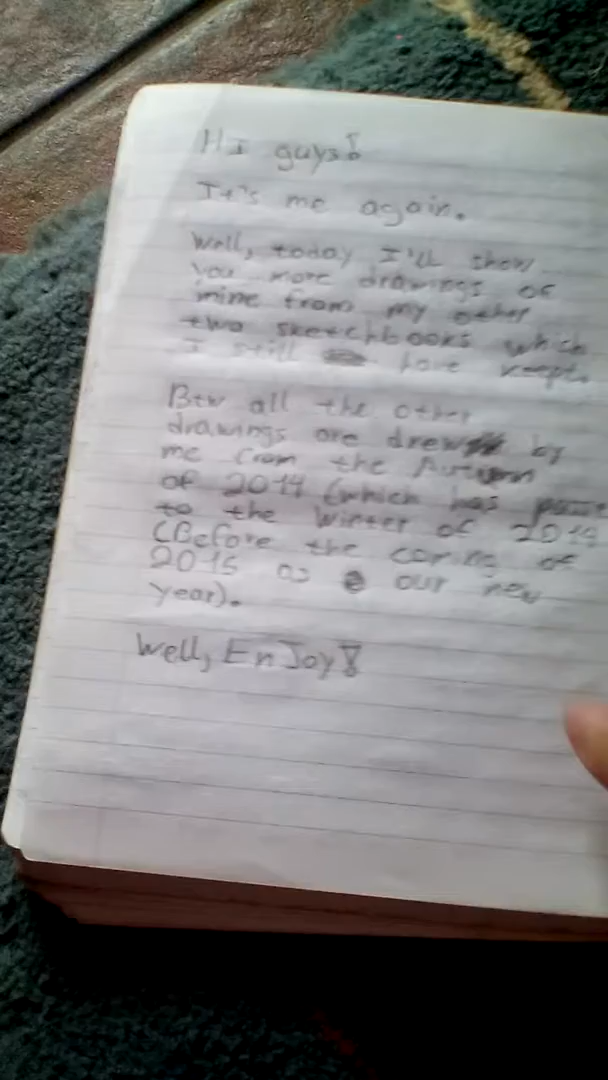 Hi guys!
It's me again.
Well, today I'll show
you more drawings of
mine from my other
two sketchbooks which
I still have keept.
Btw all the other
drawings are drew by
me from the Autumn
of 2014 (which has
to the winter of
(Before the coming of
2015 as our new
year).
Well, EnJoy!